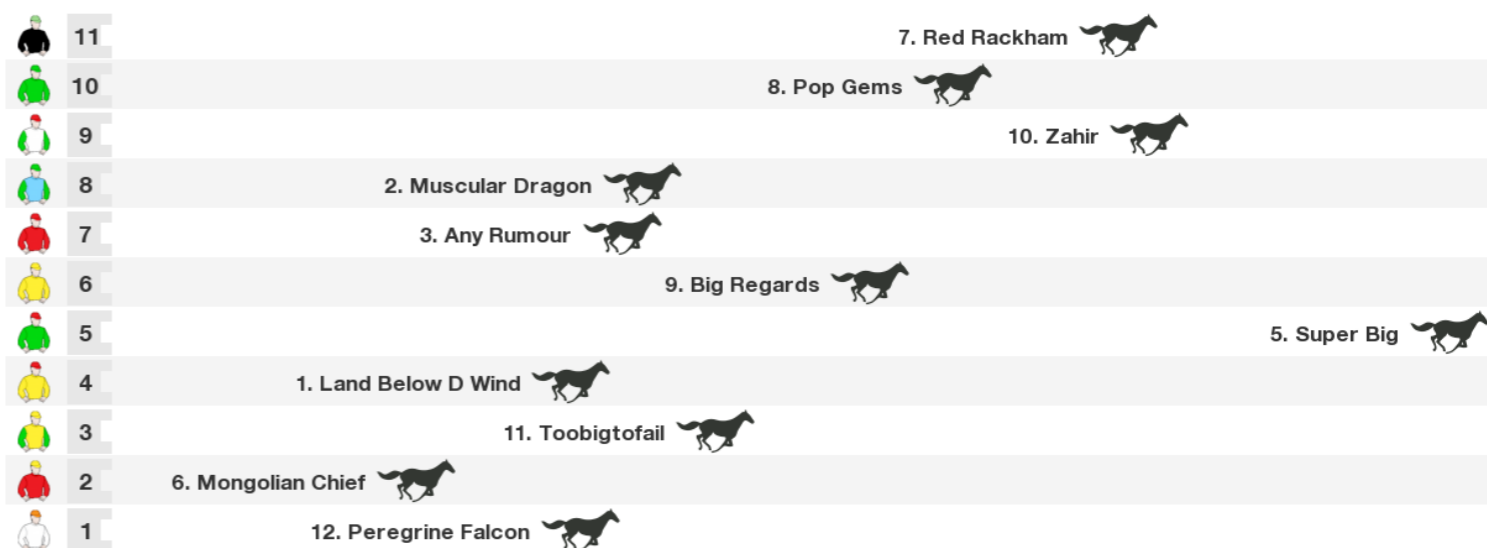 11 7. Red Rackham
10 8. Pop Gems
9 10. Zahir
8 2. Muscular Dragon
7 3. Any Rumour
6 9. Big Regards
5 5. Super Big
4 1. Land Below D Wind
3 11. Toobigtofail
2 6. Mongolian Chief
1 12. Peregrine Falcon